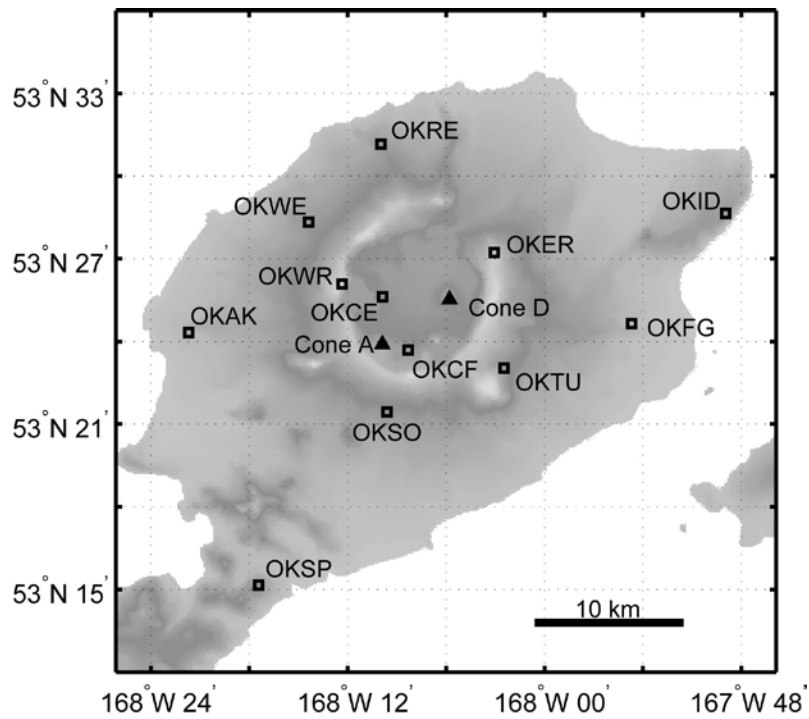 53°N 33'
OKRE
OKWE
OKID
53°N 27'
OKER
OKWR
OKCE
Cone D
OKAK
OKFG
Cone A
OKCF
OKTU
53°N 21'
OKSO
OKSP
53°N 15'
10 km
168°W 24'
168°W 12'
168°W 00'
167°W 48'